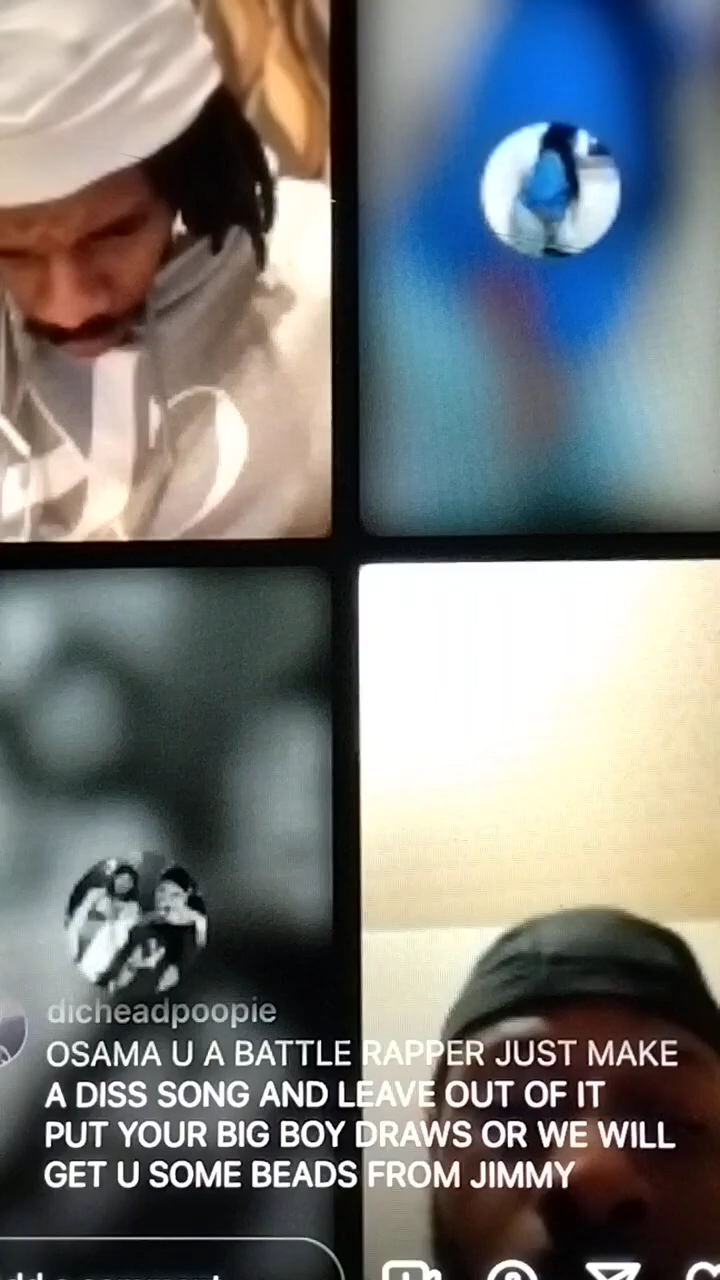 dicheadpoopie
OSAMA U A BATTLE RAPPER JUST MAKE
A DISS SONG AND LEAVE OUT OF IT
PUT YOUR BIG BOY DRAWS OR WE WILL
GET U SOME BEADS FROM JIMMY